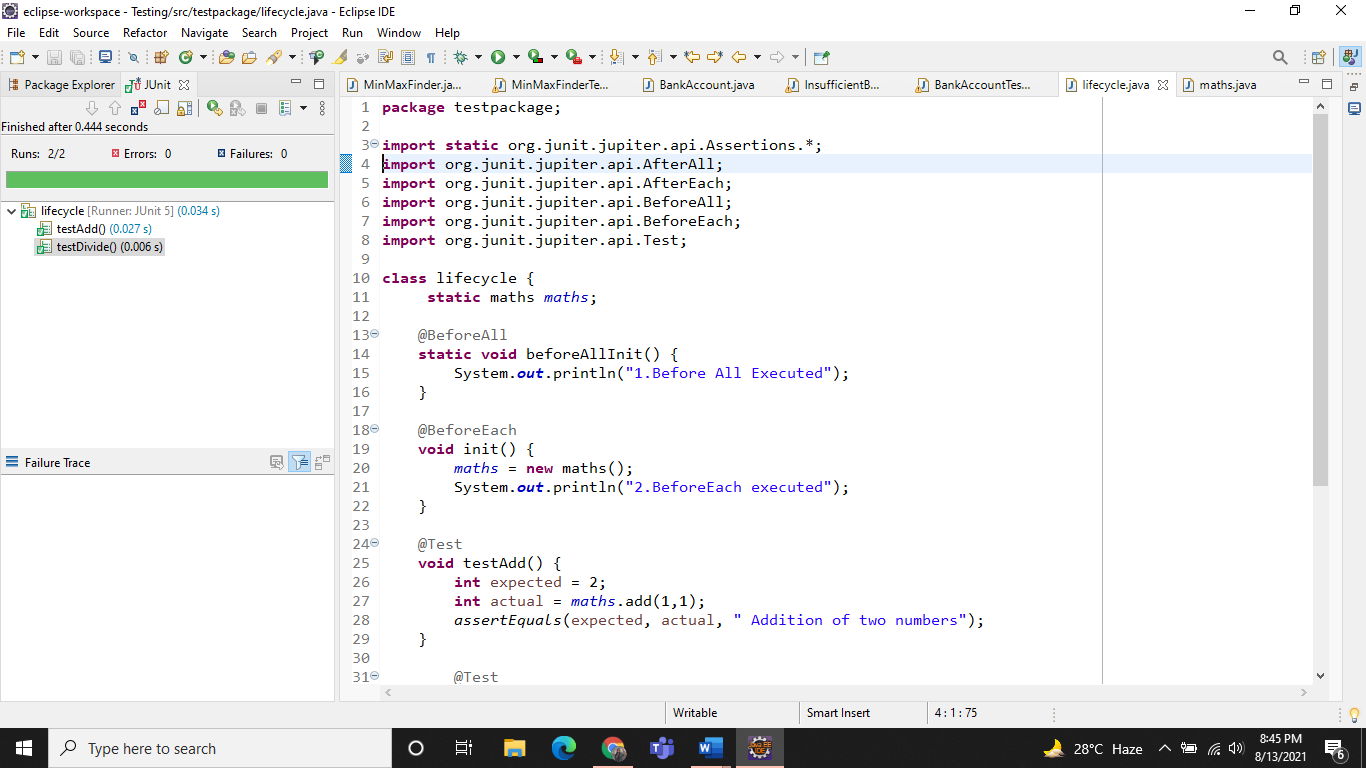 eclipse-workspace - Testing/src/testpackage/lifecycle.java - Eclipse IDE
File Edit Source Refactor Navigate Search Project Run Window Help
Package Explorer JUnit
Finished after 0.444 seconds
Runs: 2/2 Errors: 0 Failures: 0
lifecycle [Runner: JUnit 5] (0.034 s)
testAdd() (0.027 s)
testDivide() (0.006 s)
Failure Trace
MinMaxFinder.ja... MinMaxFinderTe... BankAccount.java InsufficientB... BankAccountTes... lifecycle.java maths.java
1 package testpackage;
2
3 import static org.junit.jupiter.api.Assertions.*;
4 import org.junit.jupiter.api.AfterAll;
5 import org.junit.jupiter.api.AfterEach;
6 import org.junit.jupiter.api.BeforeAll;
7 import org.junit.jupiter.api.BeforeEach;
8 import org.junit.jupiter.api.Test;
9
10 class lifecycle {
11 static maths maths;
12
13 @BeforeAll
14 static void beforeAllInit() {
15 System.out.println("1.Before All Executed");
16 }
17
18 @BeforeEach
19 void init() {
20 maths = new maths();
21 System.out.println("2.BeforeEach executed");
22 }
23
24 @Test
25 void testAdd() {
26 int expected = 2;
27 int actual = maths.add(1,1);
28 assertEquals(expected, actual, " Addition of two numbers");
29 }
30
31 @Test
Writable Smart Insert 4 : 1 : 75
Type here to search
28°C Haze
8:45 PM
8/13/2021
6